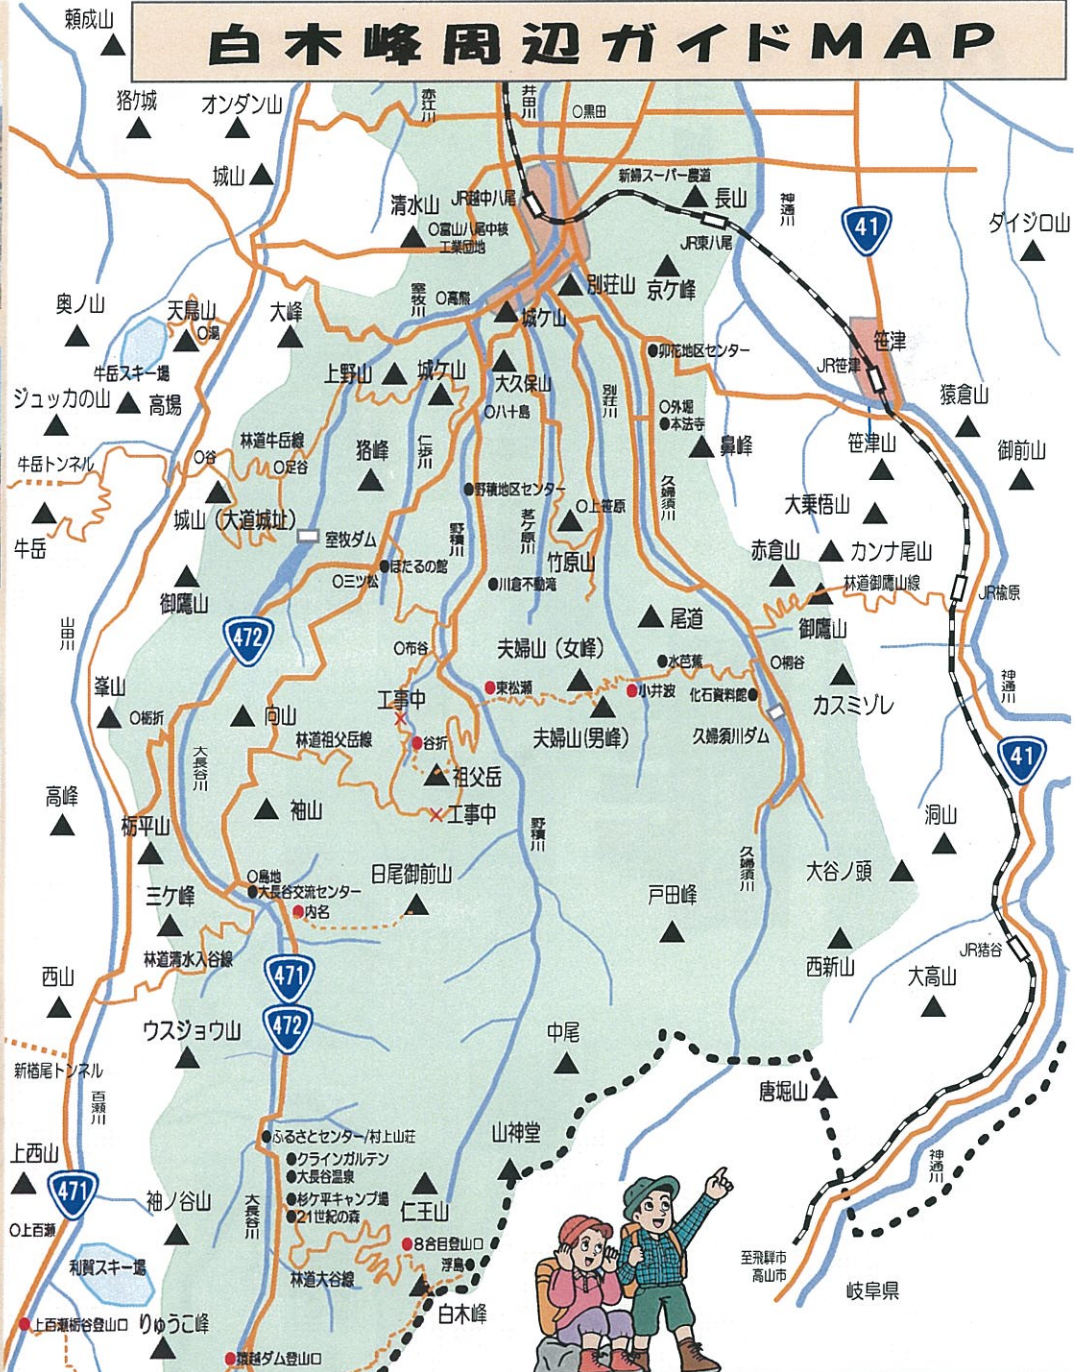 白木峰周辺ガイドMAP
頼成山
狢ケ城
オンダン山
城山
赤江川
井田川
○黒田
新婦スーパー農道
長山
神通川
41
ダイジロ山
清水山
JR越中八尾
○富山八尾中核
工業団地
JR東八尾
京ケ峰
別荘山
室牧川
○高熊
城ケ山
奥ノ山
天鳥山
○湯
大峰
牛岳スキー場
ジュッカの山
高場
上野山
城ケ山
大久保山
○八十島
●卯花地区センター
JR笹津
笹津
猿倉山
御前山
別荘川
○外堀
●本法寺
鼻峰
笹津山
牛岳トンネル
○谷
林道牛岳線
○足谷
狢峰
仁歩川
●野積地区センター
久婦須川
大乗悟山
牛岳
城山（大道城址）
室牧ダム
野積川
茗ケ原川
○上笹原
竹原山
赤倉山
カンナ尾山
林道御鷹山線
JR楡原
御鷹山
●ほたるの館
○三ツ松
●川倉不動滝
尾道
御鷹山
山田川
472
○布谷
夫婦山（女峰）
●水芭蕉
○桐谷
カスミゾレ
神通川
峯山
○栃折
向山
工事中
●東松瀬
●小井波
化石資料館●
夫婦山(男峰)
久婦須川ダム
41
林道祖父岳線
●谷折
大長谷川
祖父岳
高峰
袖山
工事中
野積川
洞山
栃平山
久婦須川
大谷ノ頭
○島地
●大長谷交流センター
●内名
日尾御前山
三ケ峰
戸田峰
林道清水入谷線
西新山
JR猪谷
大高山
西山
471
472
ウスジョウ山
中尾
新楢尾トンネル
百瀬川
唐堀山
●ふるさとセンター/村上山荘
●クラインガルテン
●大長谷温泉
●杉ケ平キャンプ場
●21世紀の森
山神堂
神通川
上西山
471
○上百瀬
袖ノ谷山
大長谷川
仁王山
●8合目登山口
浮島●
利賀スキー場
林道大谷線
白木峰
至飛騨市
高山市
岐阜県
●上百瀬栃谷登山口
りゅうこ峰
●猿越ダム登山口